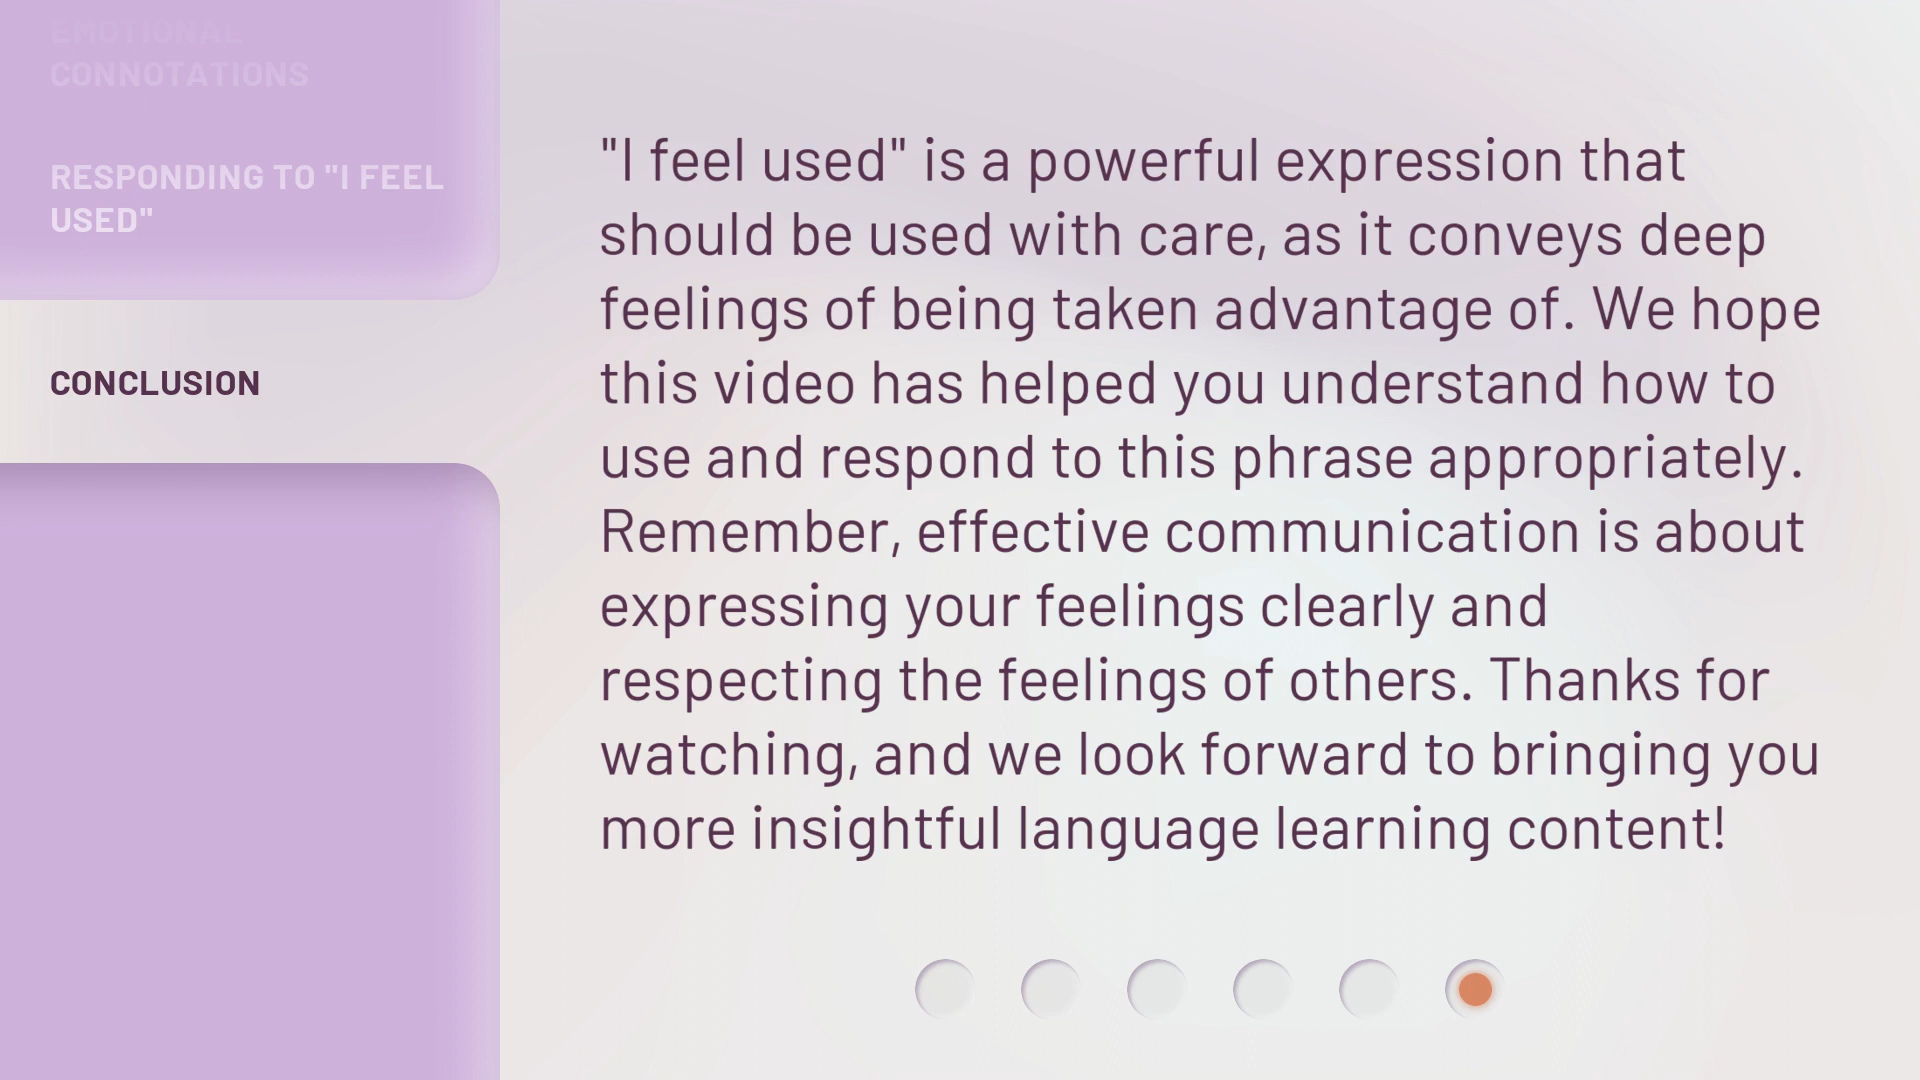 EMOTIONAL
CONNOTATIONS
RESPONDING TO "I FEEL
USED"
CONCLUSION
"I feel used" is a powerful expression that
should be used with care, as it conveys deep
feelings of being taken advantage of. We hope
this video has helped you understand how to
use and respond to this phrase appropriately.
Remember, effective communication is about
expressing your feelings clearly and
respecting the feelings of others. Thanks for
watching, and we look forward to bringing you
more insightful language learning content!